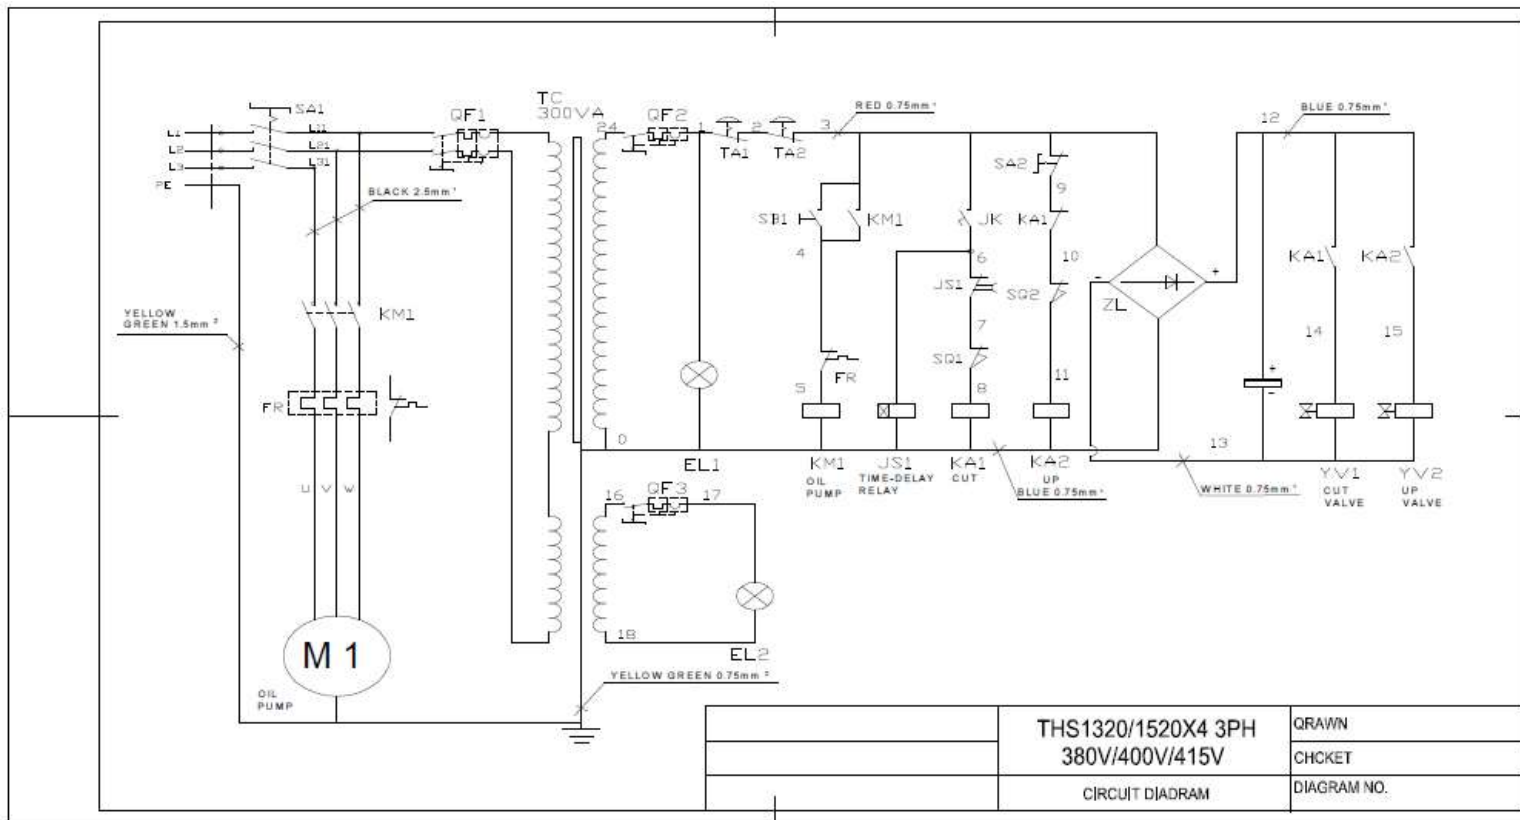 TC
300VA
SA1
QF1
24
QF2
1
2
3
RED 0.75mm²
12
BLUE 0.75mm²
L1
L2
L3
PE
L11
L21
L31
TA1
TA2
SA2
9
BLACK 2.5mm²
SB1
KM1
JK
KA1
4
6
10
KA1
KA2
JS1
SQ2
-
+
ZL
YELLOW
GREEN 1.5mm²
KM1
7
14
15
SQ1
FR
5
8
11
+
-
FR
0
13
EL1
KM1
OIL
PUMP
JS1
TIME-DELAY
RELAY
KA1
CUT
KA2
UP
BLUE 0.75mm²
WHITE 0.75mm²
YV1
CUT
VALVE
YV2
UP
VALVE
U V W
16
QF3
17
18
EL2
M 1
OIL
PUMP
YELLOW GREEN 0.75mm²
THS1320/1520X4 3PH
380V/400V/415V
CIRCUIT DIADRAM
QRAWN
CHCKET
DIAGRAM NO.